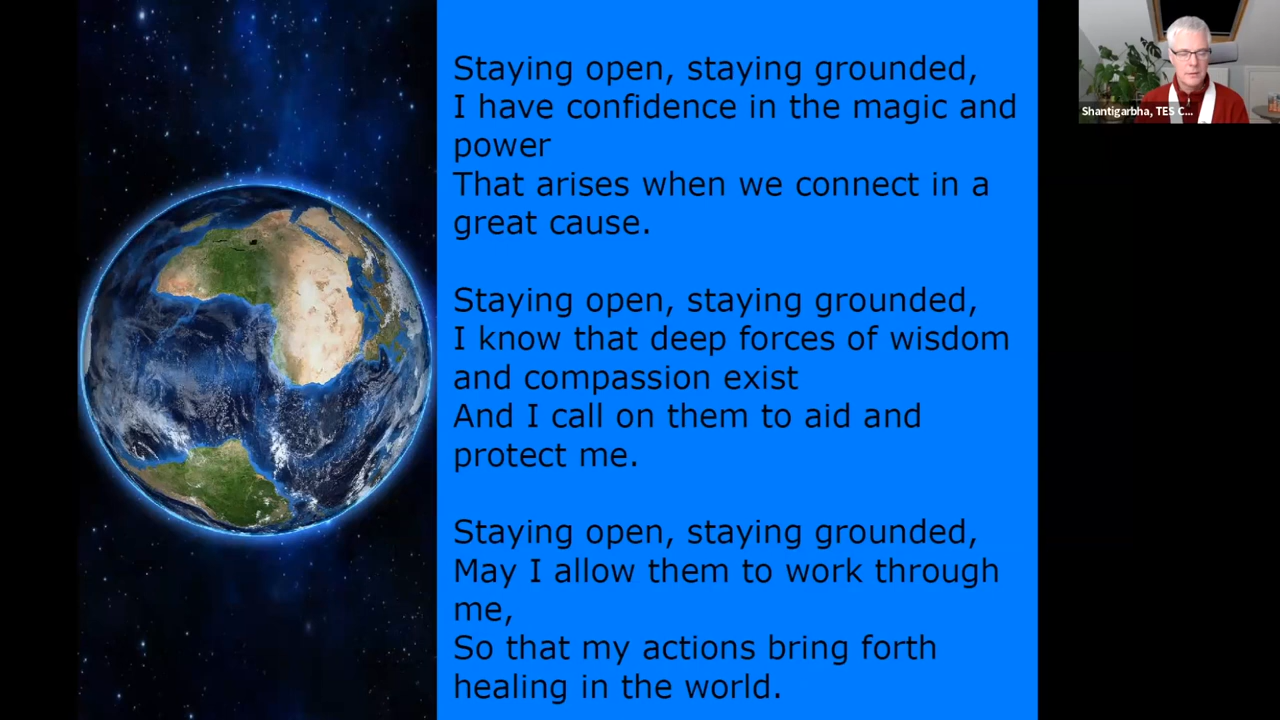 Staying open, staying grounded,
I have confidence in the magic and
power
That arises when we connect in a
great cause.
Staying open, staying grounded,
I know that deep forces of wisdom
and compassion exist
And I call on them to aid and
protect me.
Staying open, staying grounded,
May I allow them to work through
me,
So that my actions bring forth
healing in the world.
Shantigarbha, TES C...